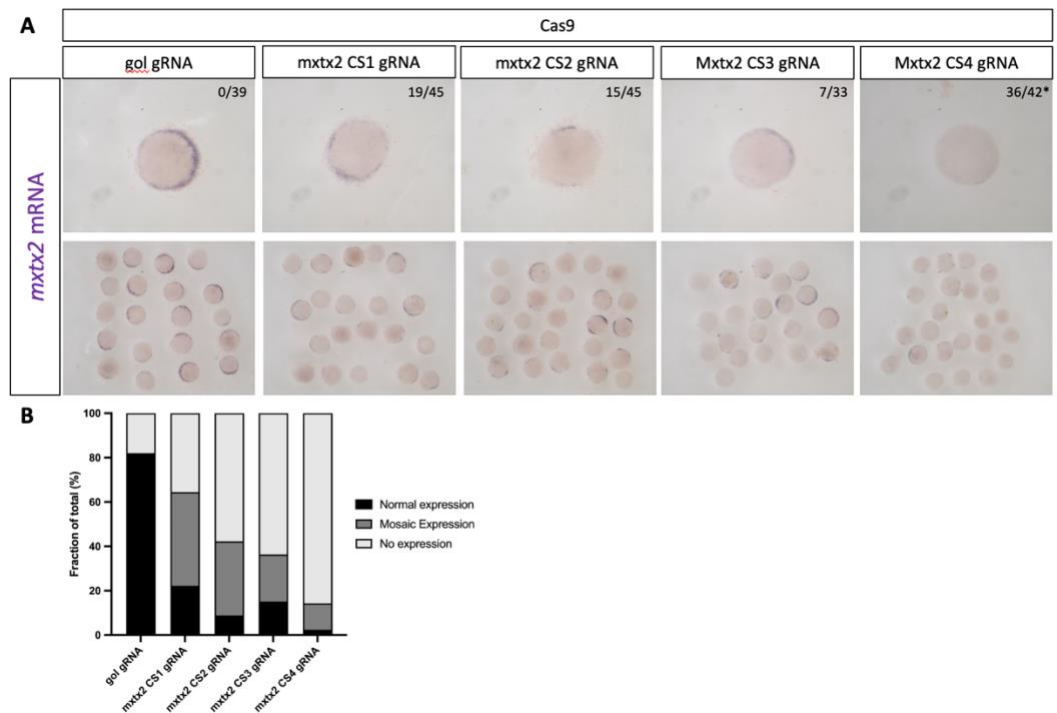 A
Cas9
gol gRNA
mxtx2 CS1 gRNA
mxtx2 CS2 gRNA
Mxtx2 CS3 gRNA
Mxtx2 CS4 gRNA
mxtx2 mRNA
0/39
19/45
15/45
7/33
36/42*
B
Fraction of total (%)
100
80
60
40
20
0
gol gRNA
mxtx2 CS1 gRNA
mxtx2 CS2 gRNA
mxtx2 CS3 gRNA
mxtx2 CS4 gRNA
Normal expression
Mosaic Expression
No expression